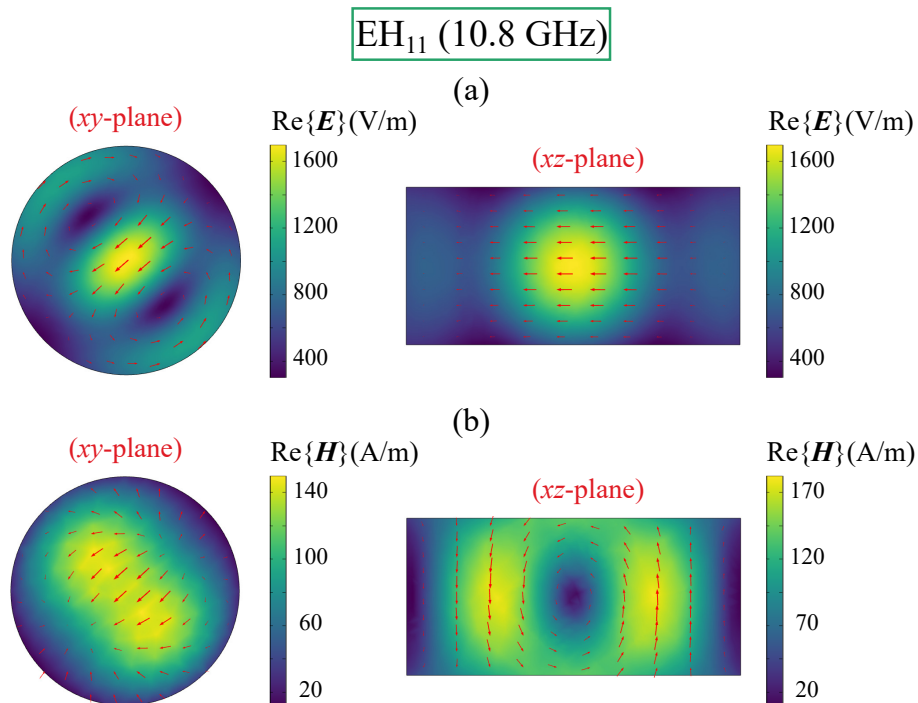 EH₁₁ (10.8 GHz)
(a)
(xy-plane)
Re{E}(V/m)
1600
1200
800
400
(xz-plane)
Re{E}(V/m)
1600
1200
800
400
(b)
(xy-plane)
Re{H}(A/m)
140
100
60
20
(xz-plane)
Re{H}(A/m)
170
120
70
20